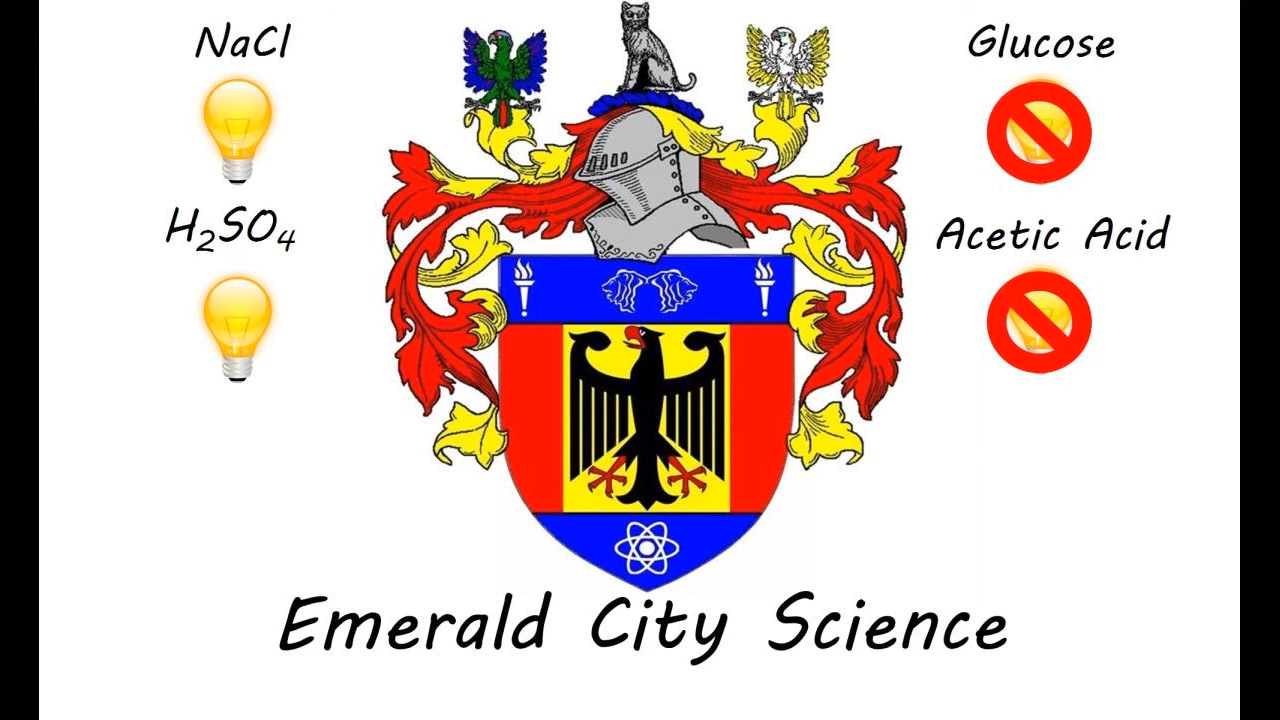 NaCl
Glucose
H₂SO₄
Acetic Acid
Emerald City Science